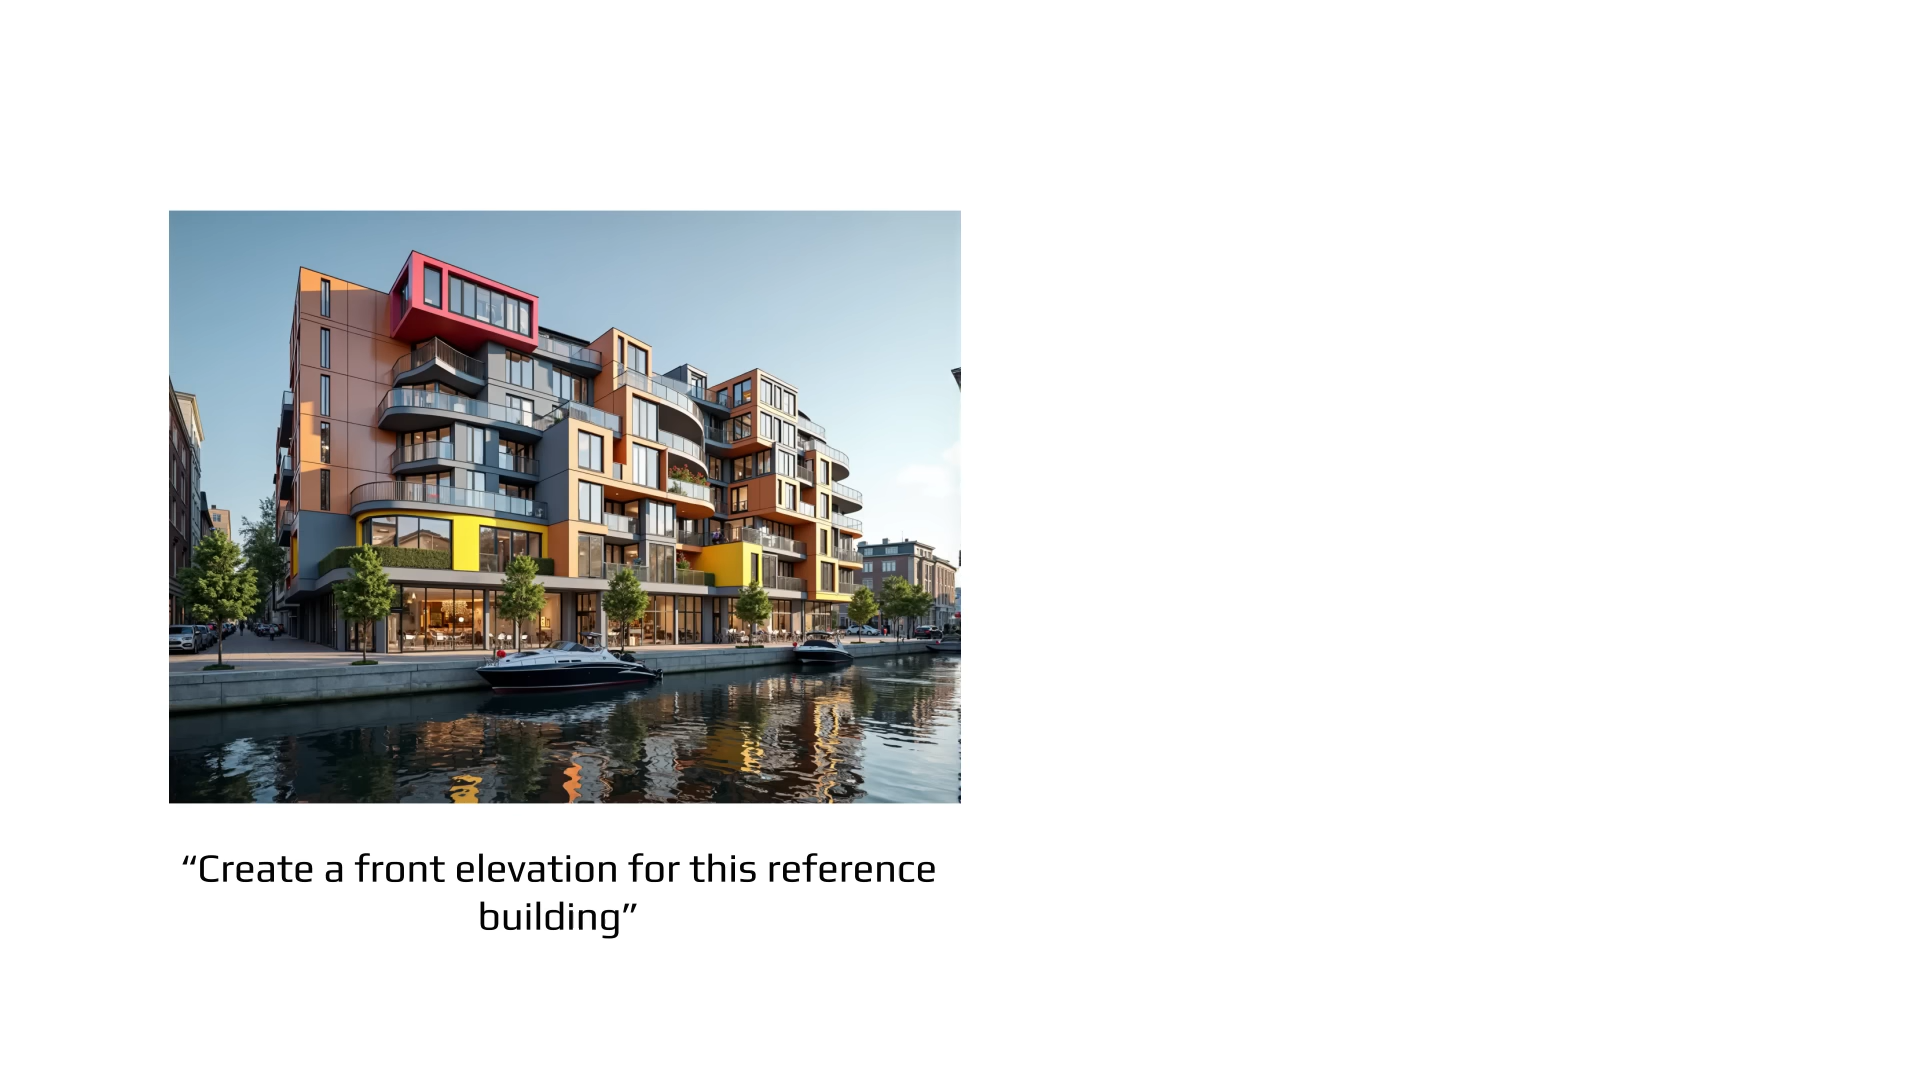 “Create a front elevation for this reference
building”